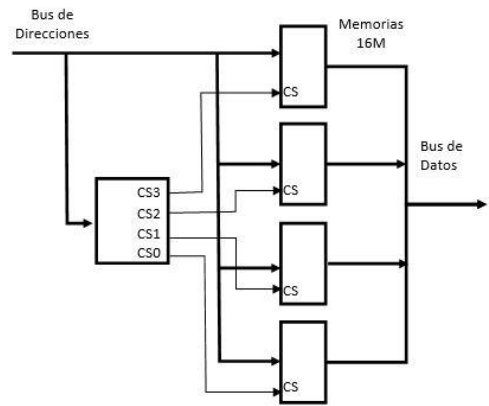 Bus de
Direcciones
Memorias
16M
CS
Bus de
Datos
CS3
CS2
CS1
CS0
CS
CS
CS